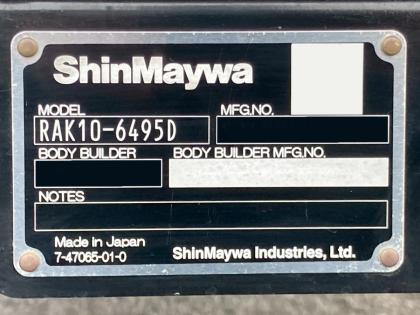 ShinMaywa
MODEL MFG.NO.
RAK10-6495D
BODY BUILDER BODY BUILDER MFG.NO.
NOTES
Made in Japan
7-47065-01-0 ShinMaywa Industries, Ltd.